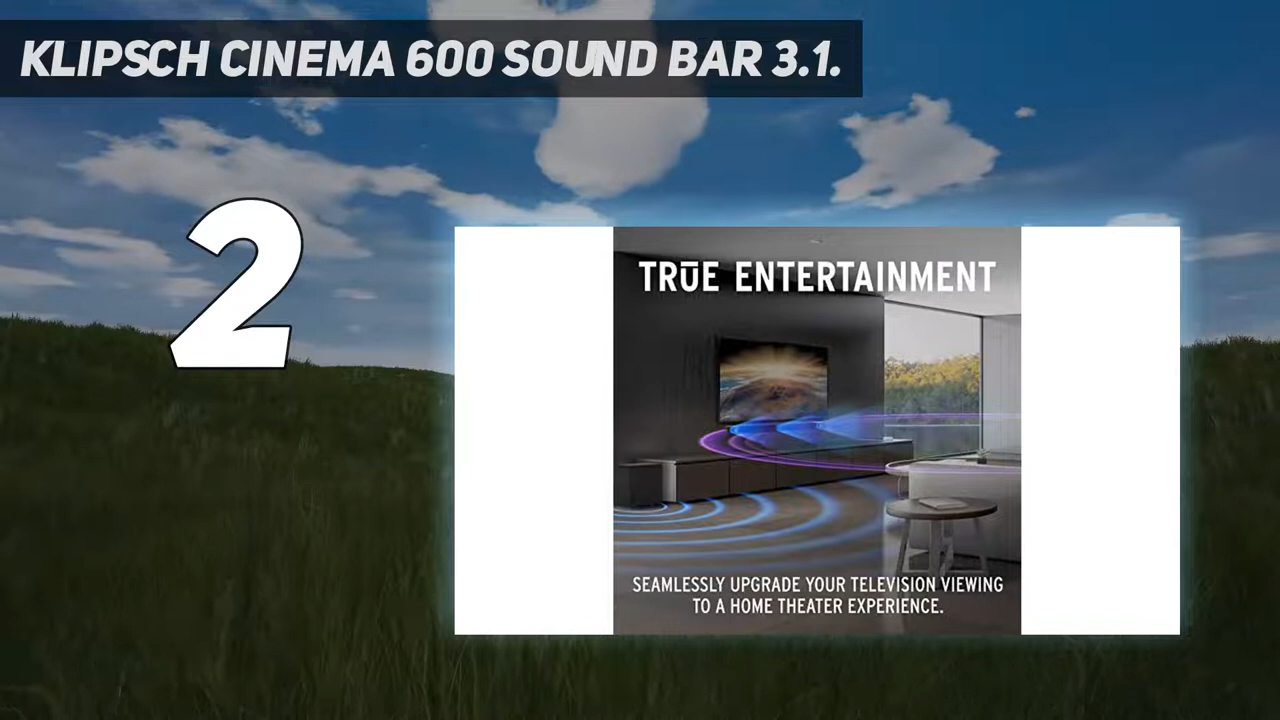 KLIPSCH CINEMA 600 SOUND BAR 3.1.
2
TRŪE ENTERTAINMENT
SEAMLESSLY UPGRADE YOUR TELEVISION VIEWING
TO A HOME THEATER EXPERIENCE.